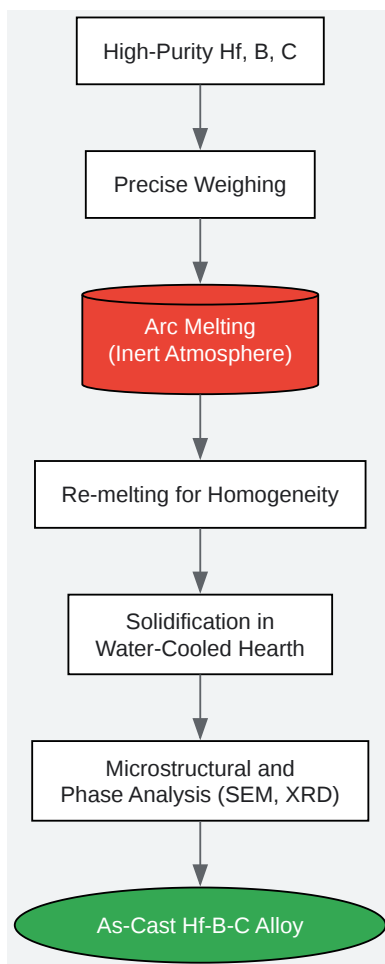 High-Purity Hf, B, C
Precise Weighing
Arc Melting
(Inert Atmosphere)
Re-melting for Homogeneity
Solidification in
Water-Cooled Hearth
Microstructural and
Phase Analysis (SEM, XRD)
As-Cast Hf-B-C Alloy